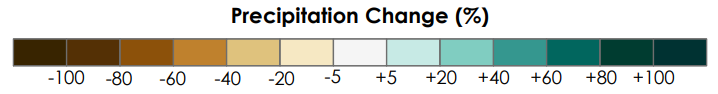 Precipitation Change (%)
-100 -80 -60 -40 -20 -5 +5 +20 +40 +60 +80 +100